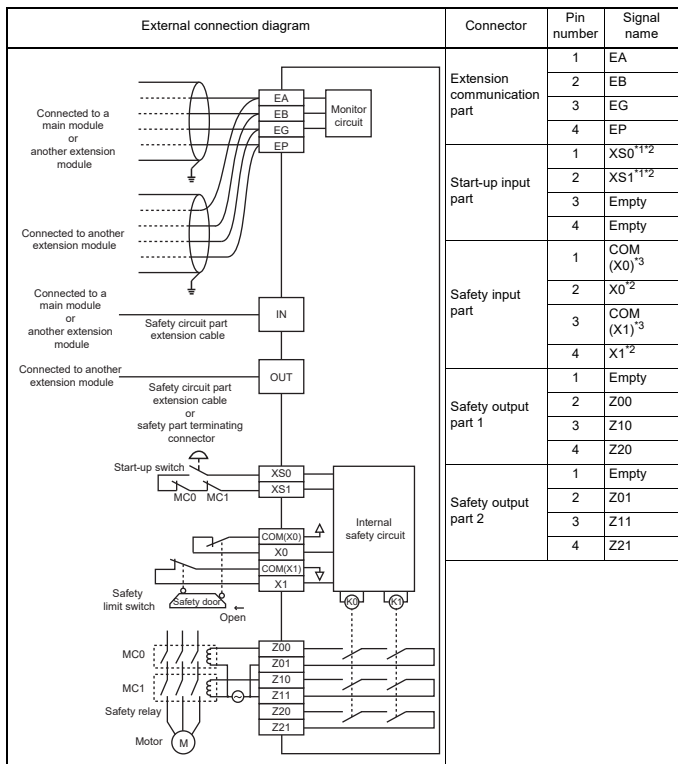 External connection diagram
Connector
Pin number
Signal name
Connected to a
main module
or
another extension
module
EA
EB
EG
EP
Monitor
circuit
Connected to another
extension module
Connected to a
main module
or
another extension
module
Safety circuit part
extension cable
IN
Connected to another
extension module
Safety circuit part
extension cable
or
safety part terminating
connector
OUT
Start-up switch
MC0 MC1
XS0
XS1
Internal
safety circuit
COM(X0)
X0
COM(X1)
X1
Safety
limit switch
Safety door
←
Open
K0 K1
MC0
MC1
Safety relay
Motor
M
Z00
Z01
Z10
Z11
Z20
Z21
Extension
communication
part
1 EA
2 EB
3 EG
4 EP
Start-up input
part
1 XS0*1*2
2 XS1*1*2
3 Empty
4 Empty
Safety input
part
1 COM
(X0)*3
2 X0*2
3 COM
(X1)*3
4 X1*2
Safety output
part 1
1 Empty
2 Z00
3 Z10
4 Z20
Safety output
part 2
1 Empty
2 Z01
3 Z11
4 Z21